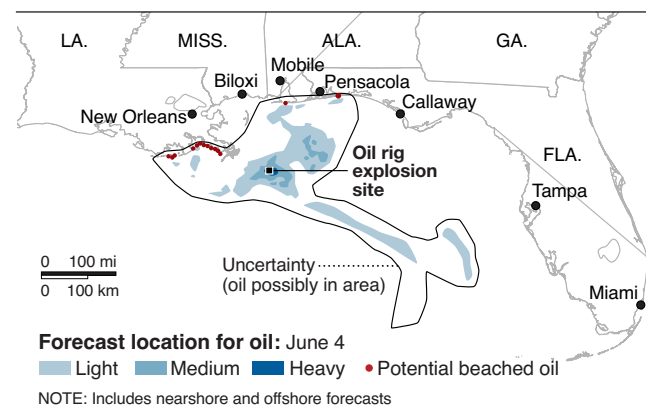 LA.
MISS.
ALA.
GA.
Mobile
Biloxi
Pensacola
New Orleans
Callaway
Oil rig
explosion
site
FLA.
Tampa
0 100 mi
0 100 km
Uncertainty
(oil possibly in area)
Miami
Forecast location for oil: June 4
Light Medium Heavy Potential beached oil
NOTE: Includes nearshore and offshore forecasts